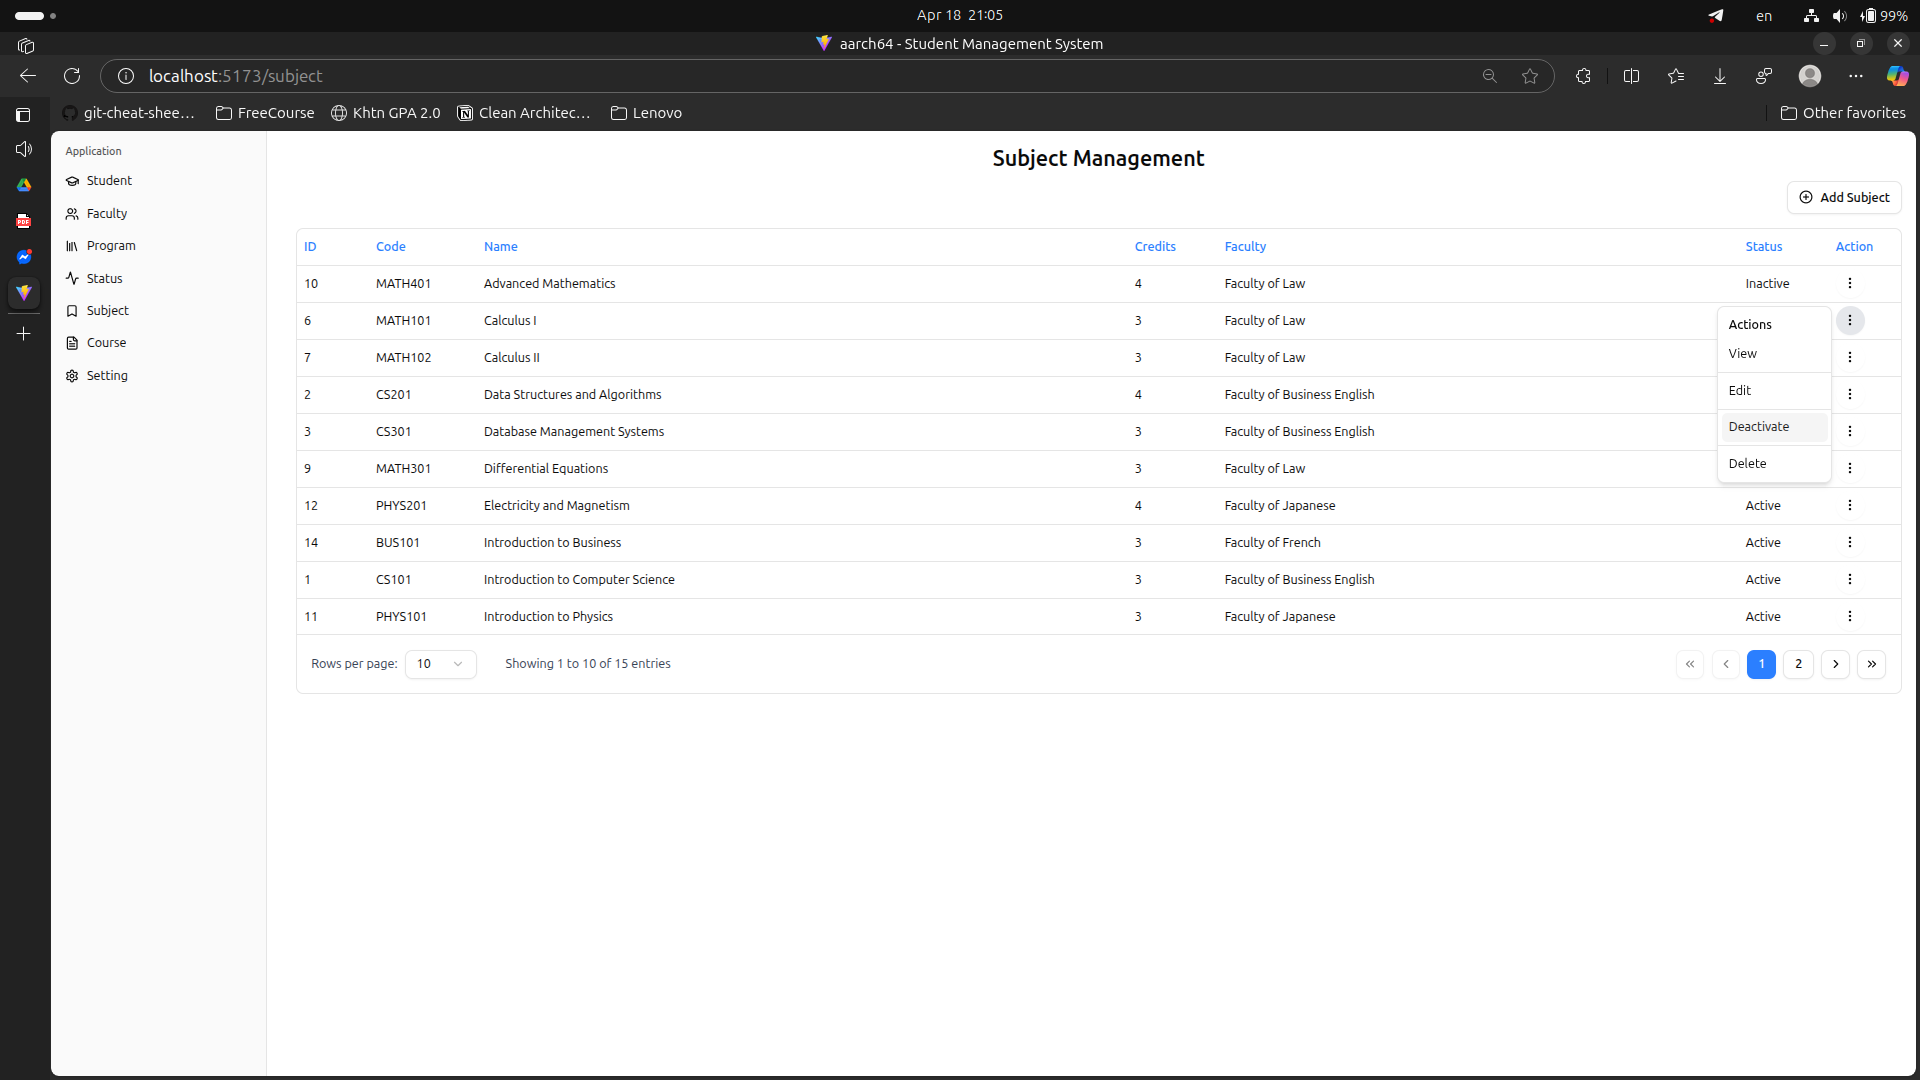 Apr 18 21:05
en
99%
aarch64 - Student Management System
localhost:5173/subject
git-cheat-shee...
FreeCourse
Khtn GPA 2.0
Clean Architec...
Lenovo
Other favorites
Application
Student
Faculty
Program
Status
Subject
Course
Setting
Subject Management
Add Subject
ID Code Name Credits Faculty Status Action
10 MATH401 Advanced Mathematics 4 Faculty of Law Inactive
6 MATH101 Calculus I 3 Faculty of Law
7 MATH102 Calculus II 3 Faculty of Law
2 CS201 Data Structures and Algorithms 4 Faculty of Business English
3 CS301 Database Management Systems 3 Faculty of Business English
9 MATH301 Differential Equations 3 Faculty of Law
12 PHYS201 Electricity and Magnetism 4 Faculty of Japanese Active
14 BUS101 Introduction to Business 3 Faculty of French Active
1 CS101 Introduction to Computer Science 3 Faculty of Business English Active
11 PHYS101 Introduction to Physics 3 Faculty of Japanese Active
Actions
View
Edit
Deactivate
Delete
Rows per page: 10 Showing 1 to 10 of 15 entries
« ‹ 1 2 › »
PDF